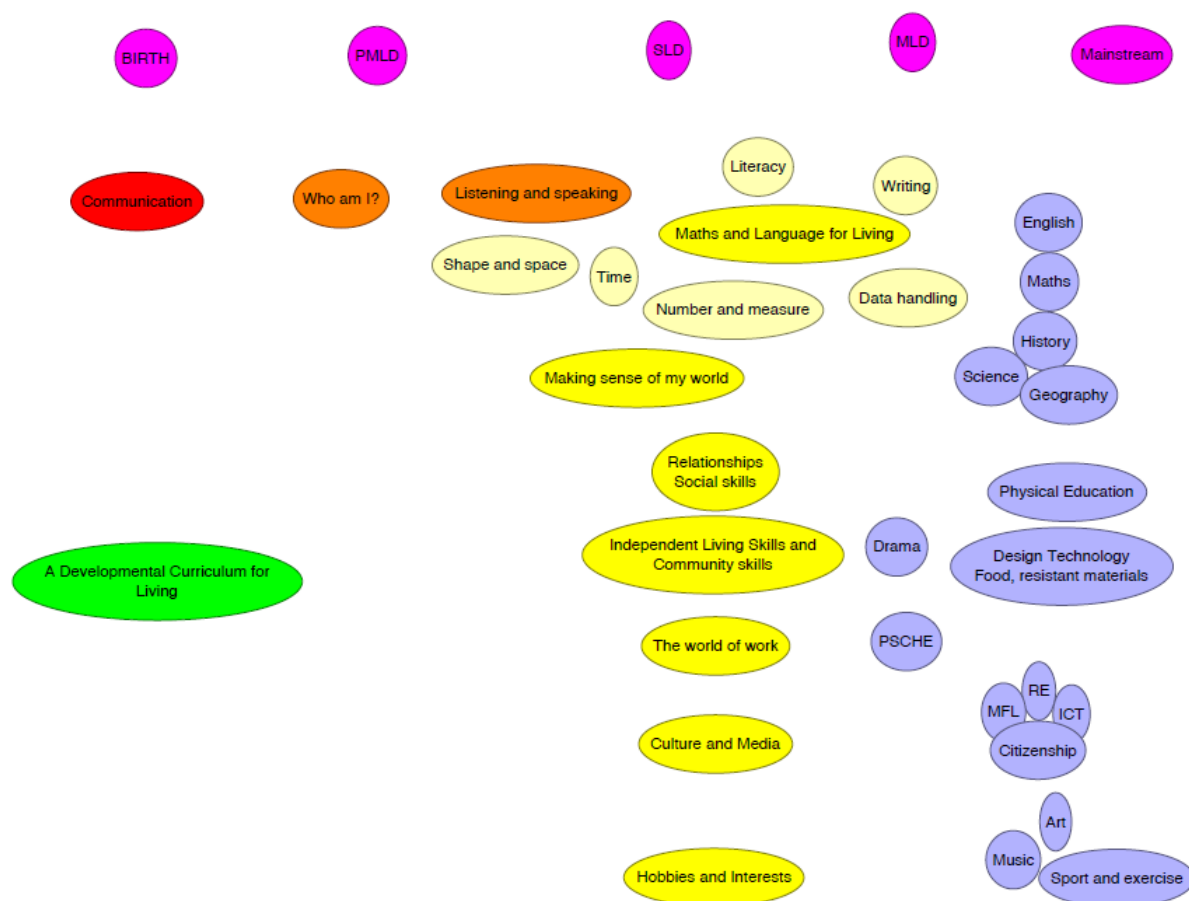 BIRTH
PMLD
SLD
MLD
Mainstream
Literacy
Writing
Communication
Who am I?
Listening and speaking
English
Maths and Language for Living
Shape and space
Time
Maths
Number and measure
Data handling
History
Making sense of my world
Science
Geography
Relationships
Social skills
Physical Education
A Developmental Curriculum for
Living
Independent Living Skills and
Community skills
Drama
Design Technology
Food, resistant materials
The world of work
PSCHE
RE
MFL
ICT
Culture and Media
Citizenship
Art
Music
Hobbies and Interests
Sport and exercise